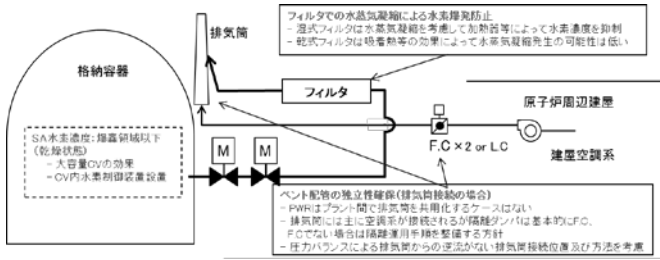 フィルタでの水蒸気凝縮による水素爆発防止
－ 湿式フィルタは水蒸気凝縮を考慮して加熱器等によって水素濃度を抑制
－ 乾式フィルタは吸着熱等の効果によって水蒸気凝縮発生の可能性は低い
排気筒
格納容器
フィルタ
原子炉周辺建屋
SA水素濃度：爆轟領域以下
（乾燥状態）
－ 大容量CVの効果
－ CV内水素制御装置設置
M
M
F.C×2 or L.C
建屋空調系
ベント配管の独立性確保（排気筒接続の場合）
－ PWRはプラント間で排気筒を共用化するケースはない
－ 排気筒には主に空調系が接続されるが隔離ダンパは基本的にF.C、
F.Cでない場合は隔離運用手順を整備する方針
－ 圧力バランスによる排気筒からの逆流がない排気筒接続位置及び方法を考慮